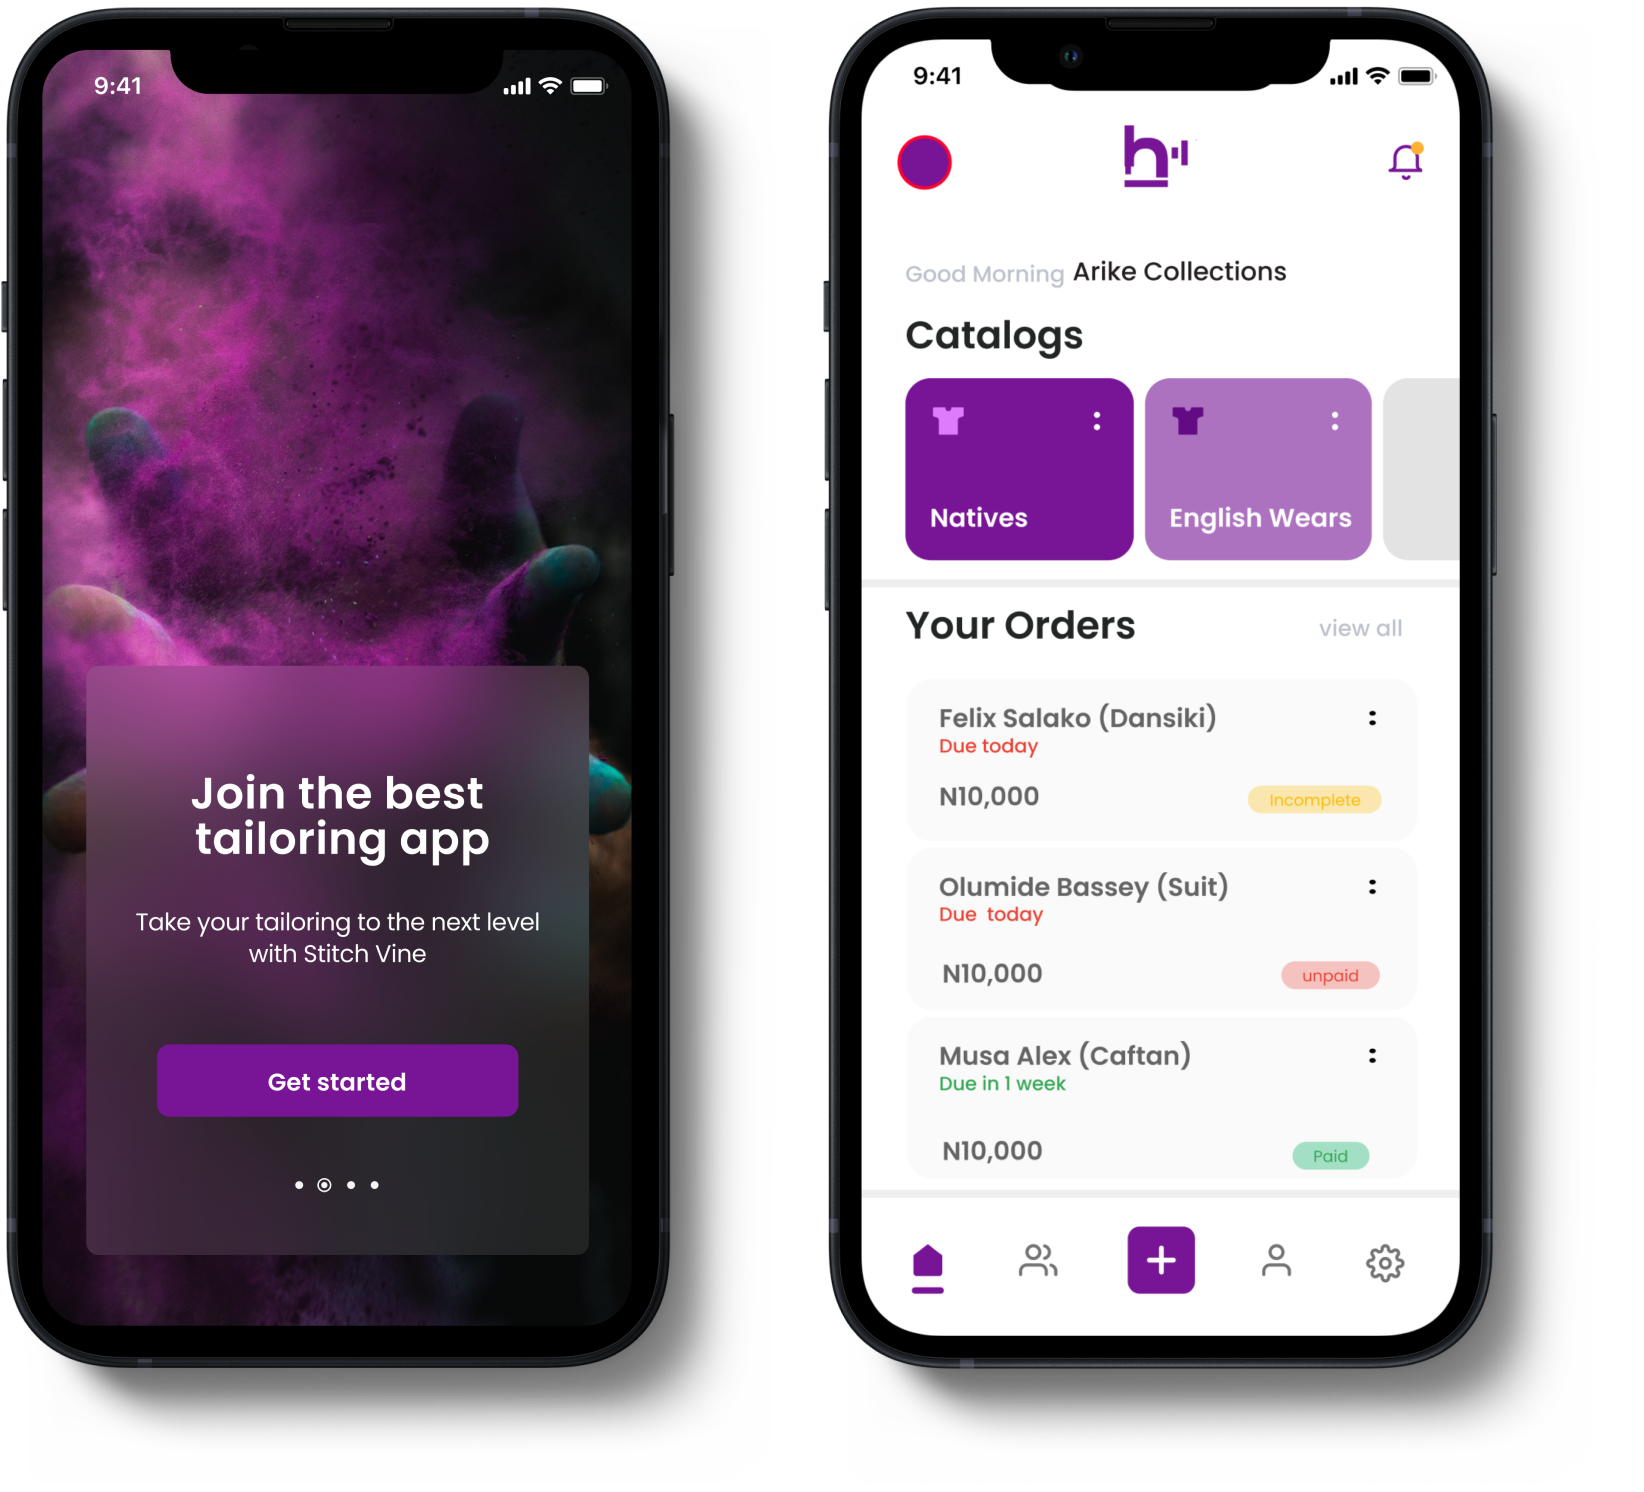 9:41
Join the best
tailoring app
Take your tailoring to the next level
with Stitch Vine
Get started
9:41
h
Good Morning Arike Collections
Catalogs
Natives
English Wears
Your Orders
view all
Felix Salako (Dansiki)
Due today
N10,000
Incomplete
Olumide Bassey (Suit)
Due  today
N10,000
unpaid
Musa Alex (Caftan)
Due in 1 week
N10,000
Paid